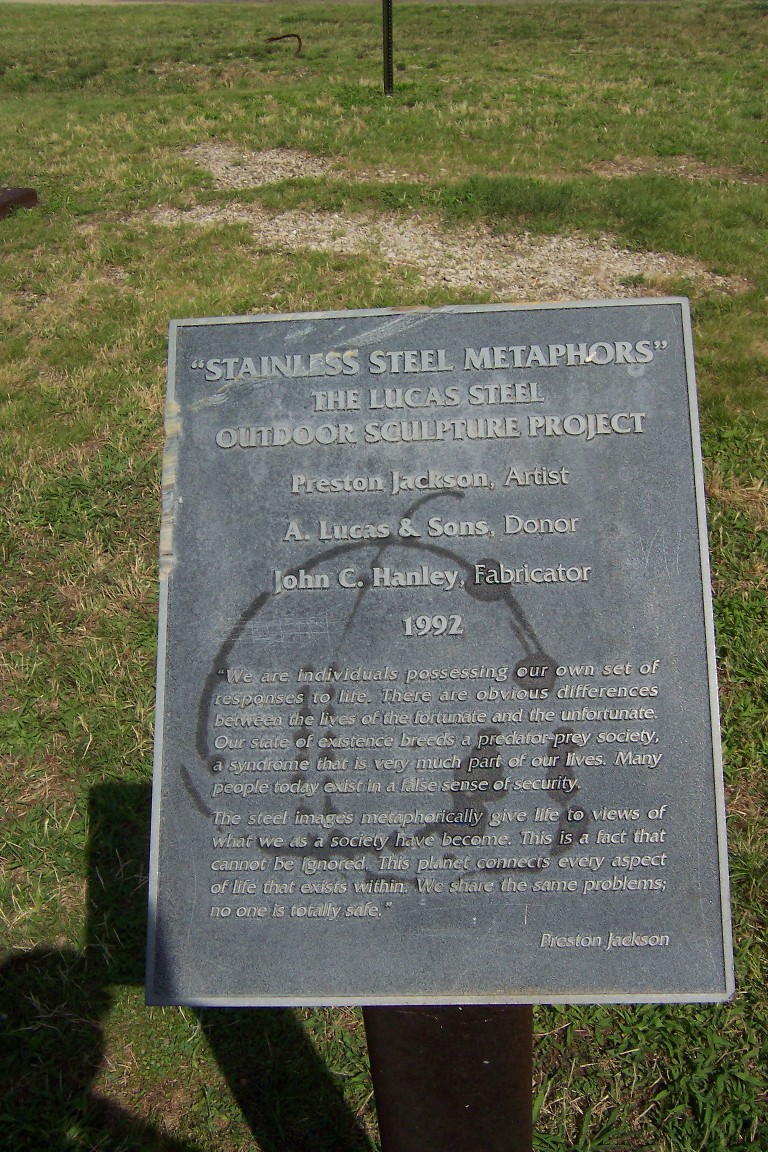 "STAINLESS STEEL METAPHORS"
THE LUCAS STEEL
OUTDOOR SCULPTURE PROJECT
Preston Jackson, Artist
A. Lucas & Sons, Donor
John C. Hanley, Fabricator
1992
"We are individuals possessing our own set of
responses to life. There are obvious differences
between the lives of the fortunate and the unfortunate.
Our state of existence breeds a predator-prey society,
a syndrome that is very much part of our lives. Many
people today exist in a false sense of security.
The steel images metaphorically give life to views of
what we as a society have become. This is a fact that
cannot be ignored. This planet connects every aspect
of life that exists within. We share the same problems;
no one is totally safe."
Preston Jackson